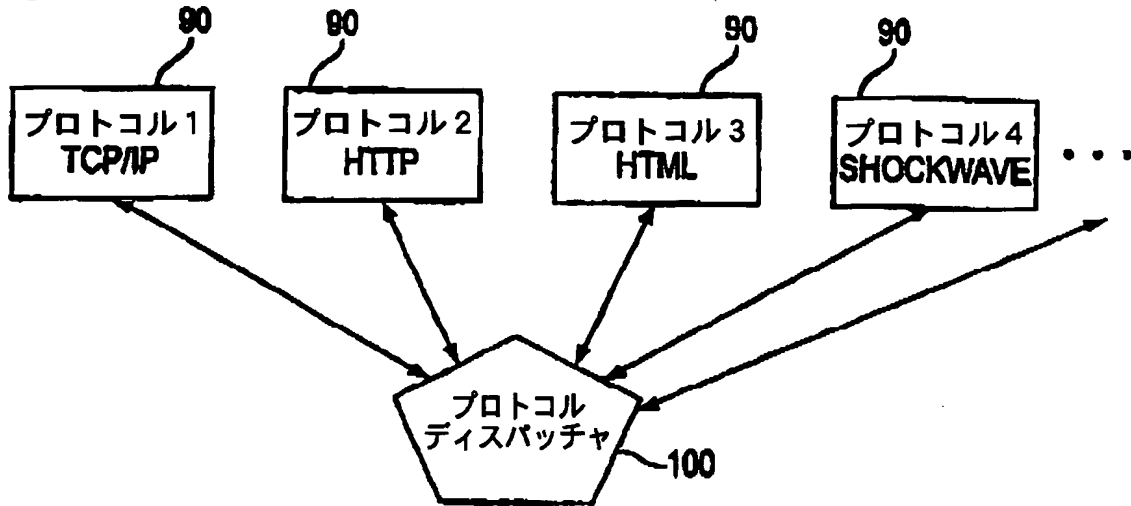 90 90 90 90
プロトコル1
TCP/IP
プロトコル2
HTTP
プロトコル3
HTML
プロトコル4
SHOCKWAVE
• • •
プロトコル
ディスパッチャ
100